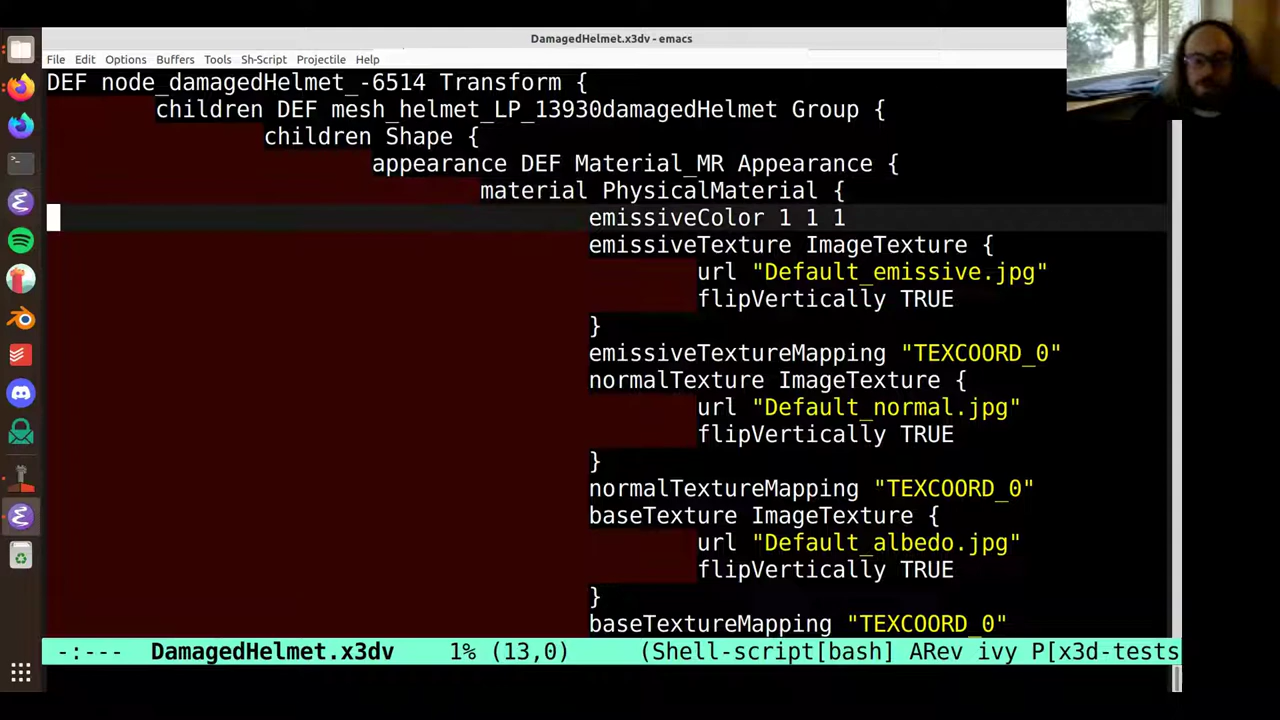 DamagedHelmet.x3dv - emacs
File Edit Options Buffers Tools Sh-Script Projectile Help
DEF node_damagedHelmet_-6514 Transform {
children DEF mesh_helmet_LP_13930damagedHelmet Group {
children Shape {
appearance DEF Material_MR Appearance {
material PhysicalMaterial {
emissiveColor 1 1 1
emissiveTexture ImageTexture {
url "Default_emissive.jpg"
flipVertically TRUE
}
emissiveTextureMapping "TEXCOORD_0"
normalTexture ImageTexture {
url "Default_normal.jpg"
flipVertically TRUE
}
normalTextureMapping "TEXCOORD_0"
baseTexture ImageTexture {
url "Default_albedo.jpg"
flipVertically TRUE
}
baseTextureMapping "TEXCOORD_0"
-:--- DamagedHelmet.x3dv 1% (13,0) (Shell-script[bash] ARev ivy P[x3d-tests